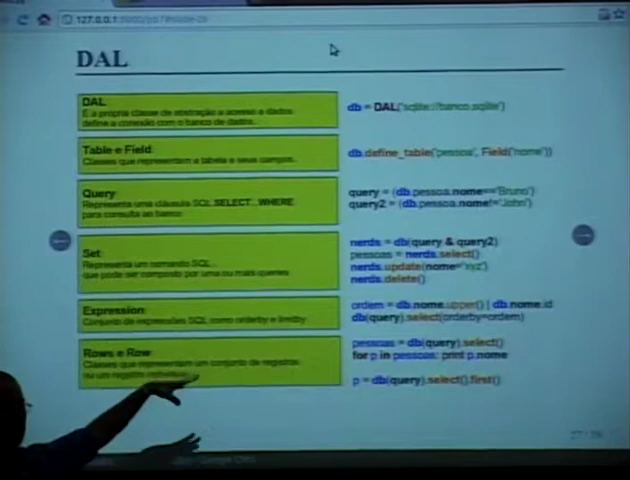 127.0.0.1
DAL
DAL
É a própria classe de abstração a acesso a dados
define a conexão com o banco de dados.
db = DAL('sqlite://banco.sqlite')
Table e Field
Classes que representam a tabela e seus campos.
db.define_table('pessoa', Field('nome'))
Query
Representa uma cláusula SQL SELECT...WHERE
para consulta ao banco
query = (db.pessoa.nome=='Bruno')
query2 = (db.pessoa.nome!='John')
Set:
Representa um comando SQL...
que pode ser composto por uma ou mais queries
nerds = db(query & query2)
pessoas = nerds.select()
nerds.update(nome='xyz')
nerds.delete()
Expression
Conjunto de expressões SQL como orderby e limitby
ordem = db.nome.upper() | db.nome.id
db(query).select(orderby=ordem)
Rows e Row
Classes que representam um conjunto de registros
ou um registro
pessoas = db(query).select()
for p in pessoas: print p.nome
p = db(query).select().first()